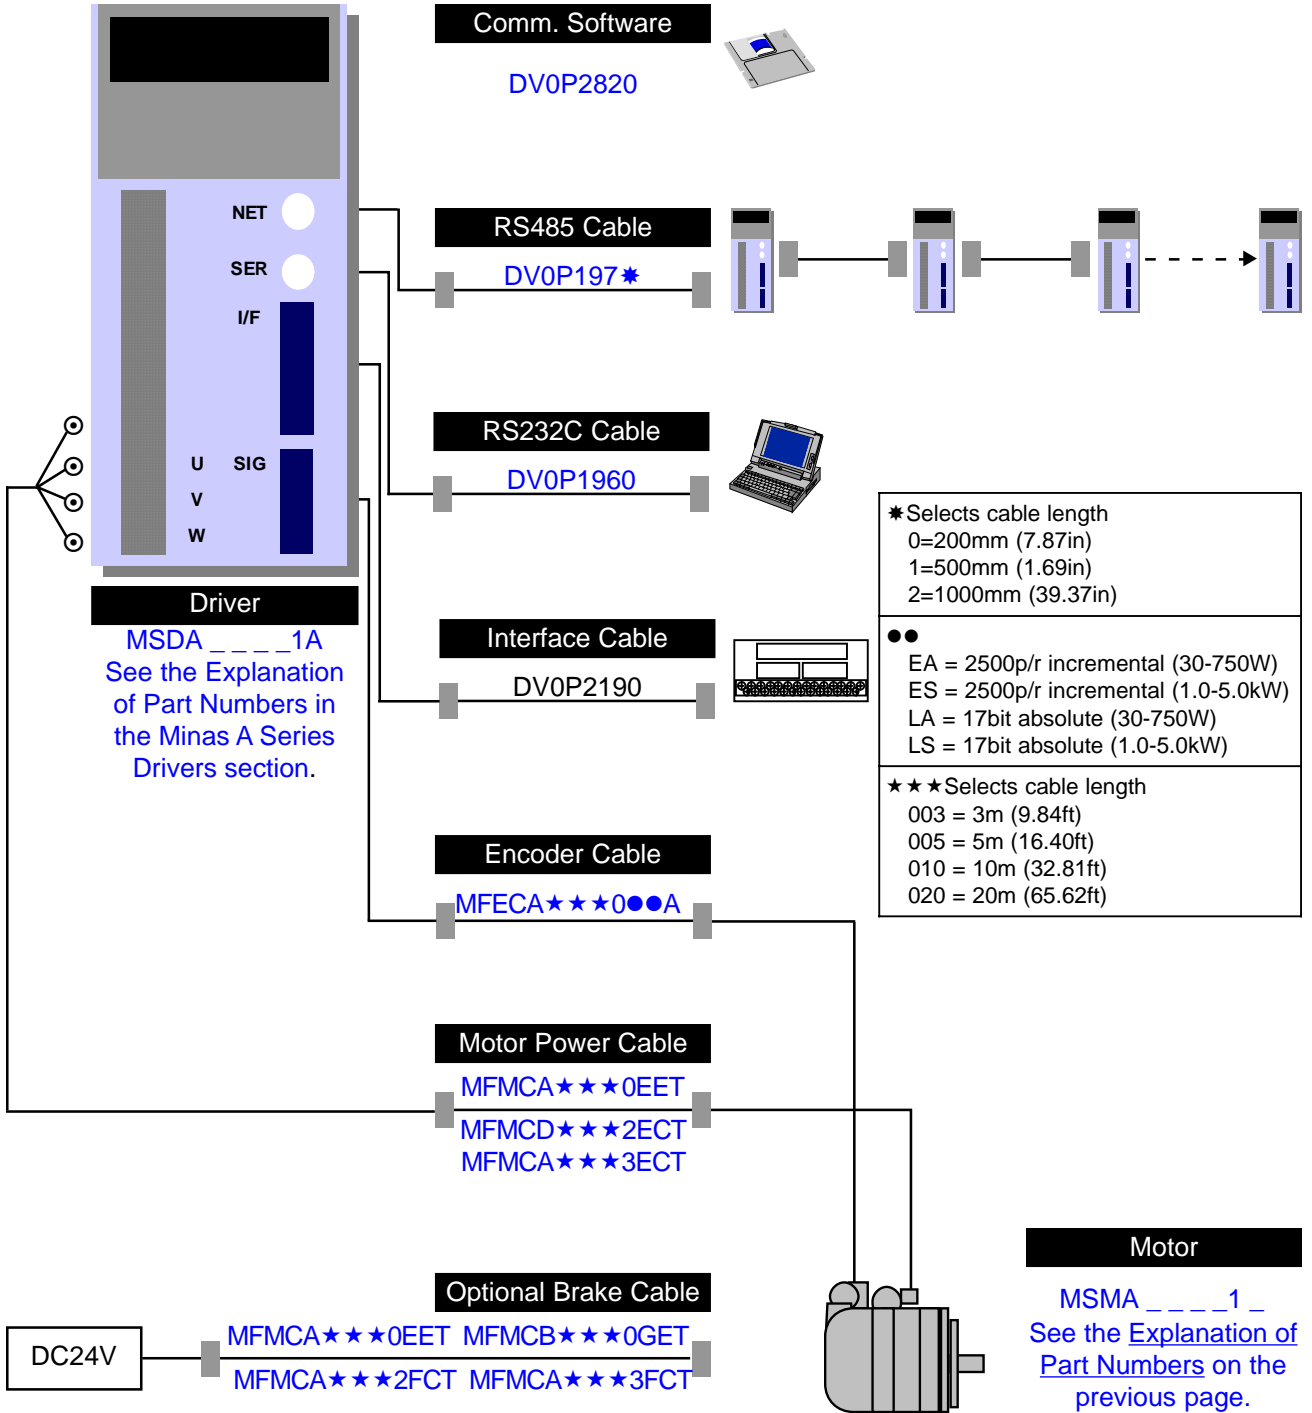 Comm. Software
DV0P2820
NET
SER
I/F
U SIG
V
W
RS485 Cable
DV0P197✸
RS232C Cable
DV0P1960
Driver
MSDA _ _ _ _1A
See the Explanation
of Part Numbers in
the Minas A Series
Drivers section.
Interface Cable
DV0P2190
✸Selects cable length
0=200mm (7.87in)
1=500mm (1.69in)
2=1000mm (39.37in)
●●
EA = 2500p/r incremental (30-750W)
ES = 2500p/r incremental (1.0-5.0kW)
LA = 17bit absolute (30-750W)
LS = 17bit absolute (1.0-5.0kW)
★★★Selects cable length
003 = 3m (9.84ft)
005 = 5m (16.40ft)
010 = 10m (32.81ft)
020 = 20m (65.62ft)
Encoder Cable
MFECA★★★0●●A
Motor Power Cable
MFMCA★★★0EET
MFMCD★★★2ECT
MFMCA★★★3ECT
Optional Brake Cable
DC24V
MFMCA★★★0EET MFMCB★★★0GET
MFMCA★★★2FCT MFMCA★★★3FCT
Motor
MSMA _ _ _ _1 _
See the Explanation of
Part Numbers on the
previous page.